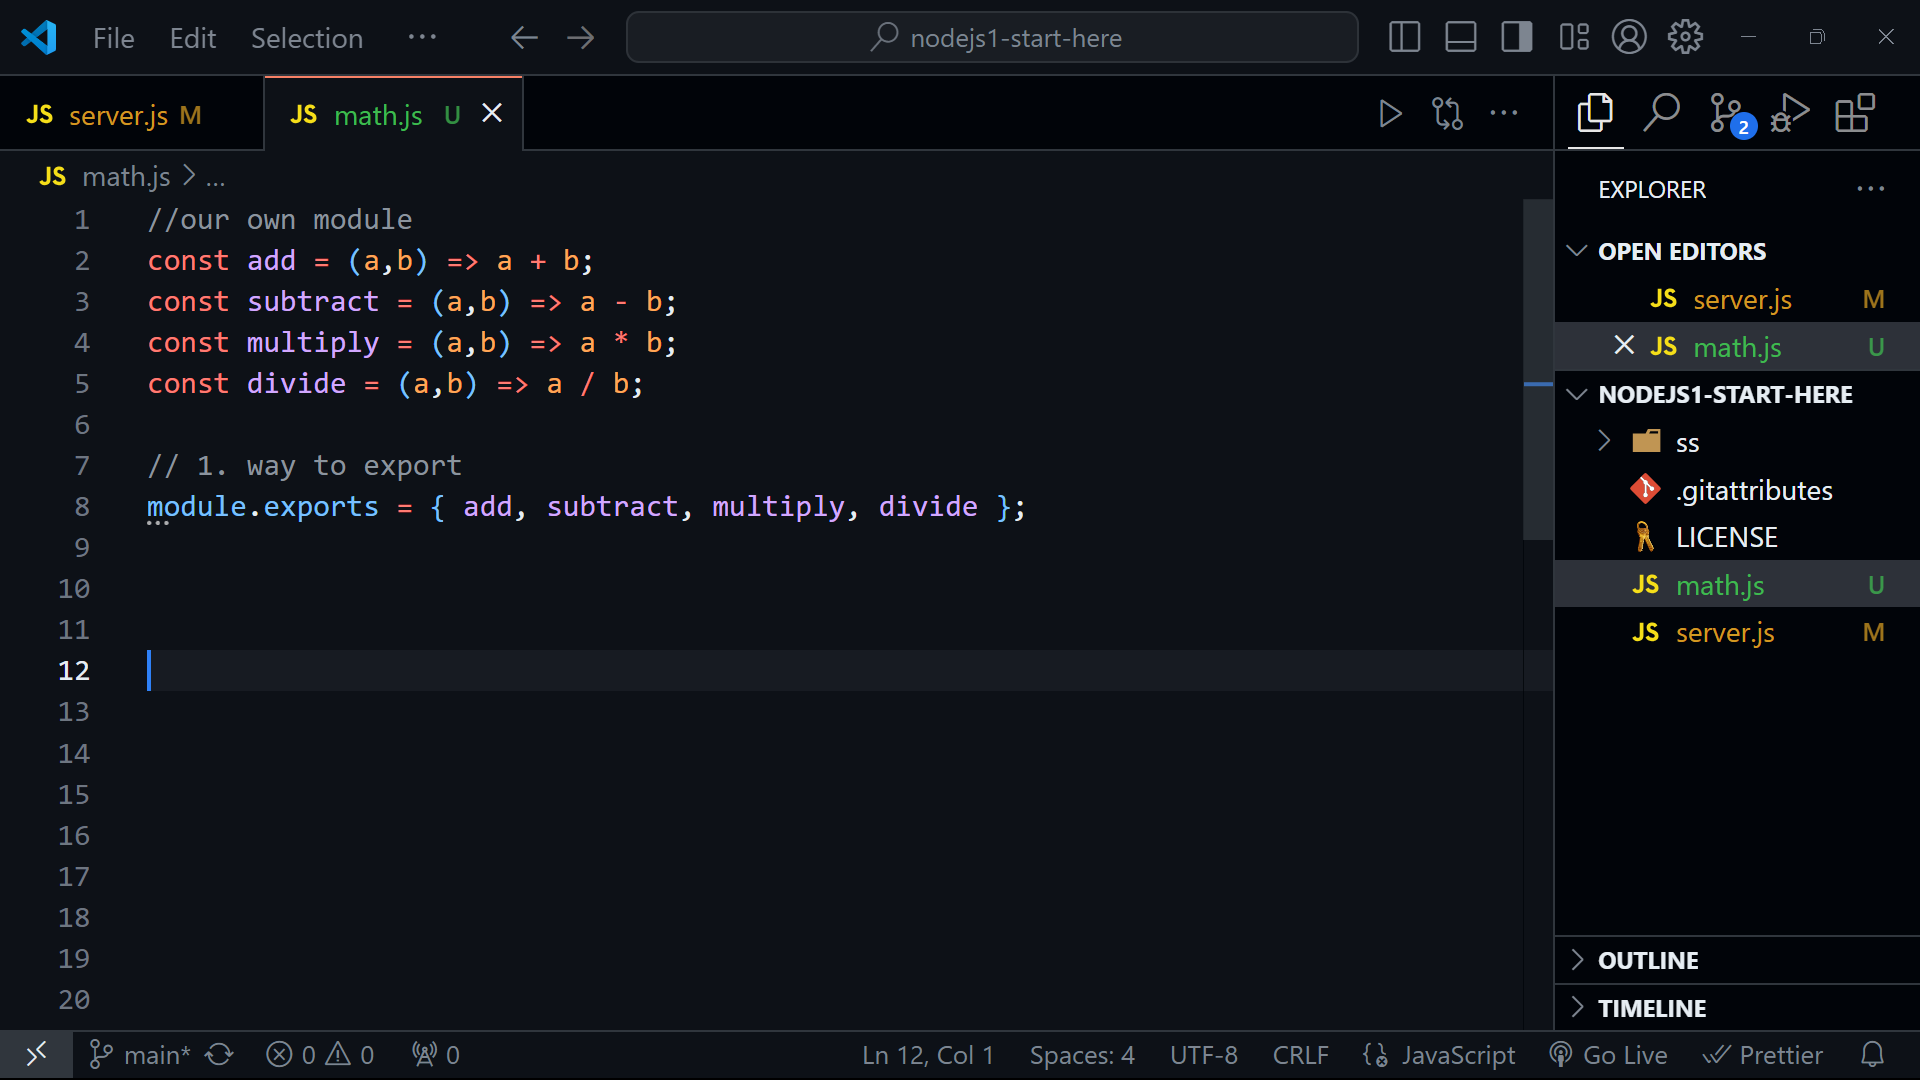 File Edit Selection ··· nodejs1-start-here
JS server.js M JS math.js U
JS math.js > ...
1 //our own module
2 const add = (a,b) => a + b;
3 const subtract = (a,b) => a - b;
4 const multiply = (a,b) => a * b;
5 const divide = (a,b) => a / b;
6
7 // 1. way to export
8 module.exports = { add, subtract, multiply, divide };
9
10
11
12
13
14
15
16
17
18
19
20
2
EXPLORER
OPEN EDITORS
JS server.js M
JS math.js U
NODEJS1-START-HERE
ss
.gitattributes
LICENSE
JS math.js U
JS server.js M
OUTLINE
TIMELINE
main* 0 0 0 Ln 12, Col 1 Spaces: 4 UTF-8 CRLF JavaScript Go Live Prettier